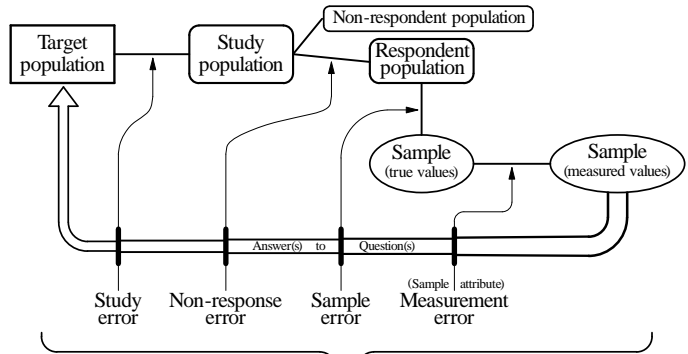 Target
population
Study
population
Non-respondent population
Respondent
population
Sample
(true values)
Sample
(measured values)
Answer(s) to Question(s)
(Sample attribute)
Study
error
Non-response
error
Sample
error
Measurement
error